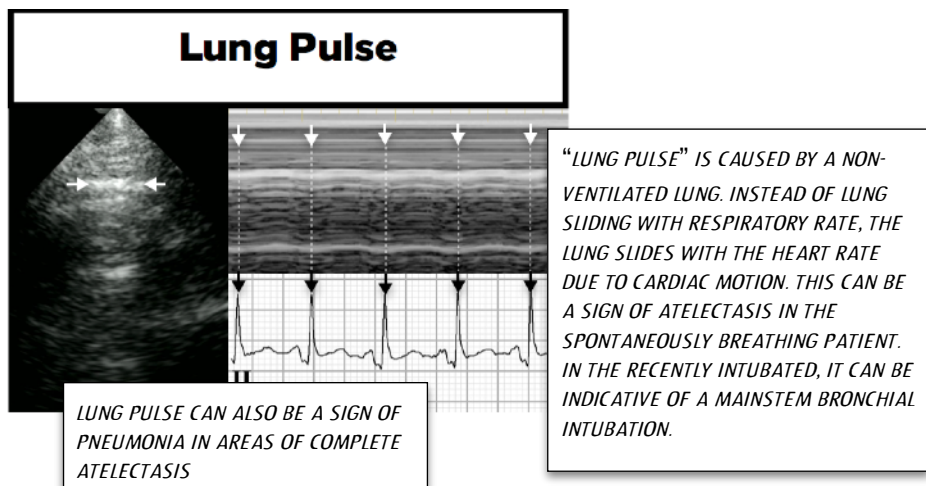 Lung Pulse
“LUNG PULSE” IS CAUSED BY A NON-
VENTILATED LUNG. INSTEAD OF LUNG
SLIDING WITH RESPIRATORY RATE, THE
LUNG SLIDES WITH THE HEART RATE
DUE TO CARDIAC MOTION. THIS CAN BE
A SIGN OF ATELECTASIS IN THE
SPONTANEOUSLY BREATHING PATIENT.
IN THE RECENTLY INTUBATED, IT CAN BE
INDICATIVE OF A MAINSTEM BRONCHIAL
INTUBATION.
LUNG PULSE CAN ALSO BE A SIGN OF
PNEUMONIA IN AREAS OF COMPLETE
ATELECTASIS